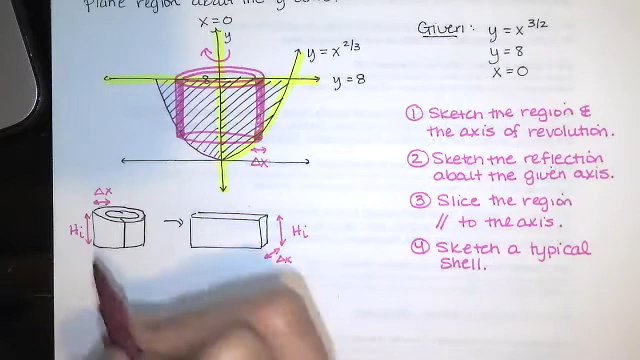 plane region about the y-axis.
x=0
y
y = x^2/3
8
y = 8
Δx
Given:
y = x^3/2
y = 8
x = 0
① Sketch the region &
the axis of revolution.
② Sketch the reflection
about the given axis.
③ Slice the region
// to the axis.
④ Sketch a typical
shell.
Δx
Hi
→
Hi
Δx